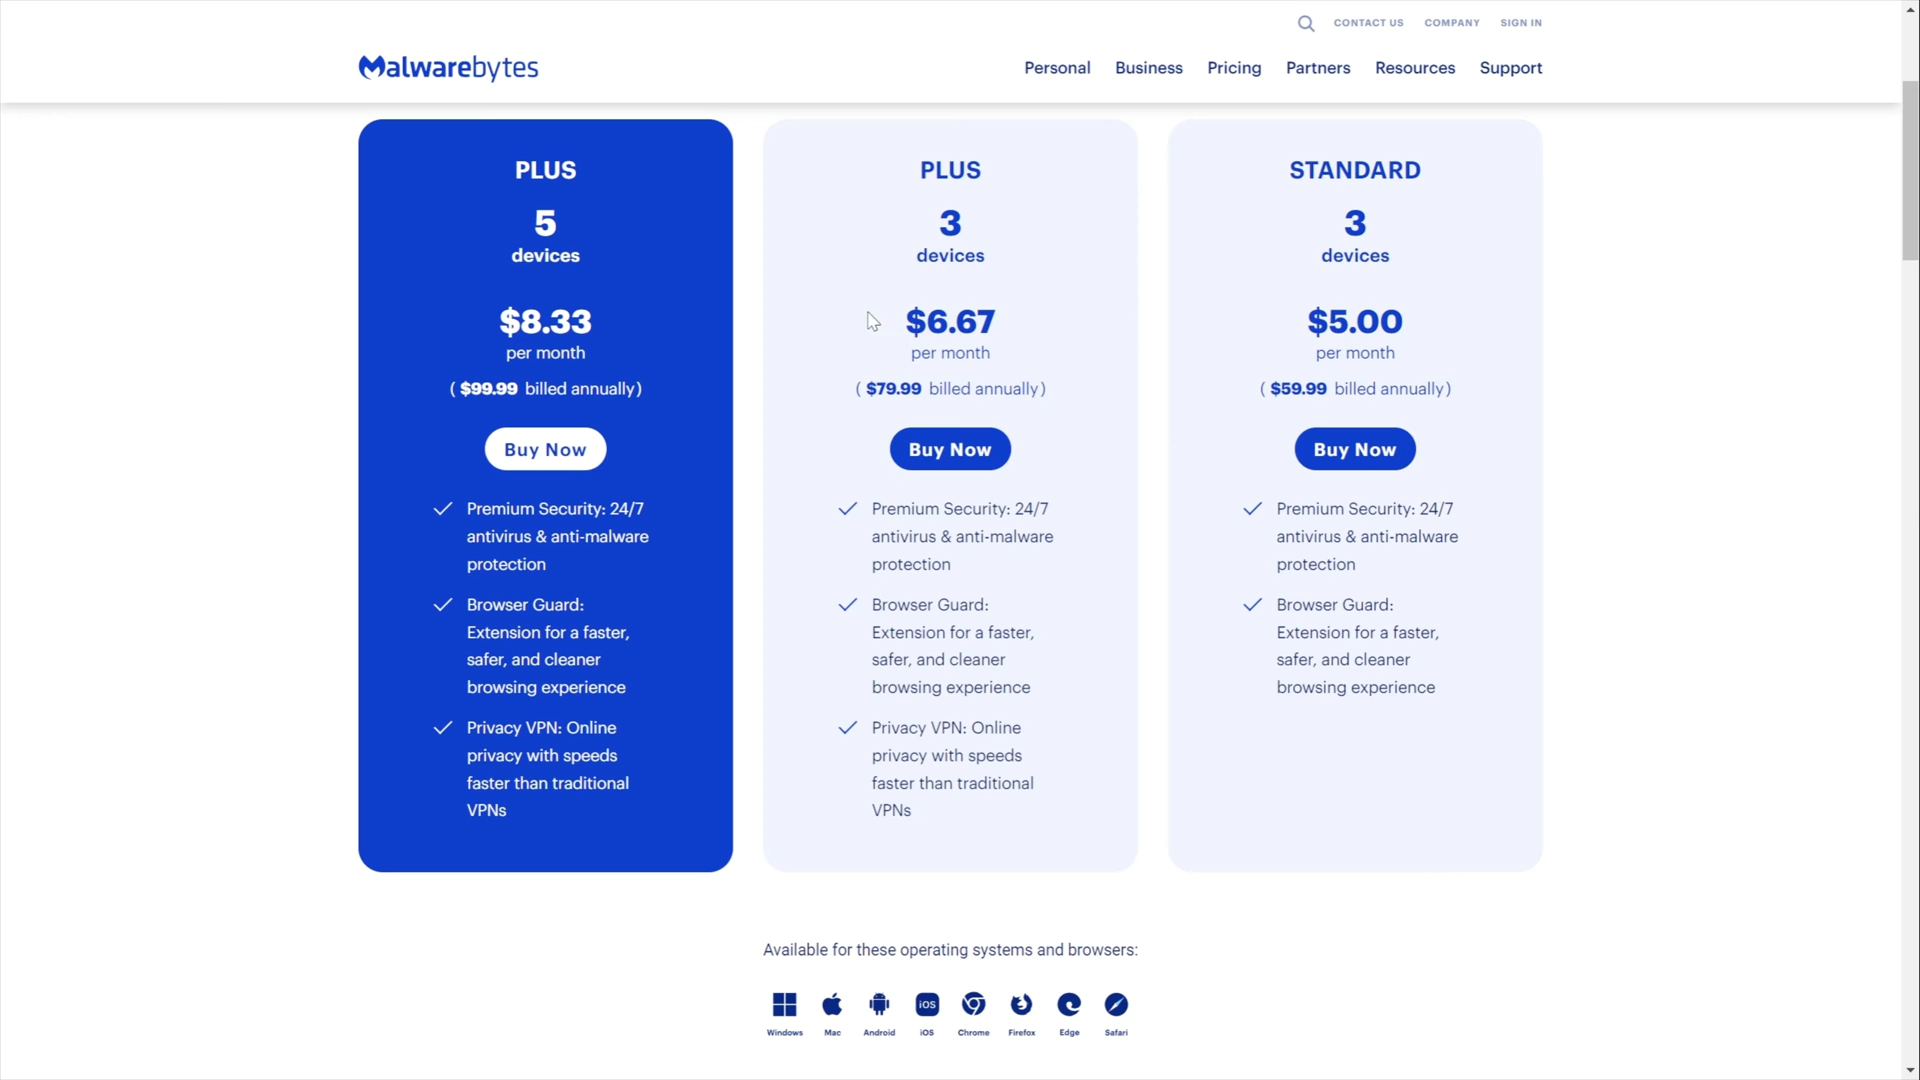 CONTACT US COMPANY SIGN IN
Malwarebytes Personal Business Pricing Partners Resources Support
PLUS
5
devices
$8.33
per month
( $99.99 billed annually)
Buy Now
Premium Security: 24/7
antivirus & anti-malware
protection
Browser Guard:
Extension for a faster,
safer, and cleaner
browsing experience
Privacy VPN: Online
privacy with speeds
faster than traditional
VPNs
PLUS
3
devices
$6.67
per month
( $79.99 billed annually)
Buy Now
Premium Security: 24/7
antivirus & anti-malware
protection
Browser Guard:
Extension for a faster,
safer, and cleaner
browsing experience
Privacy VPN: Online
privacy with speeds
faster than traditional
VPNs
STANDARD
3
devices
$5.00
per month
( $59.99 billed annually)
Buy Now
Premium Security: 24/7
antivirus & anti-malware
protection
Browser Guard:
Extension for a faster,
safer, and cleaner
browsing experience
Available for these operating systems and browsers:
iOS
Windows Mac Android iOS Chrome Firefox Edge Safari